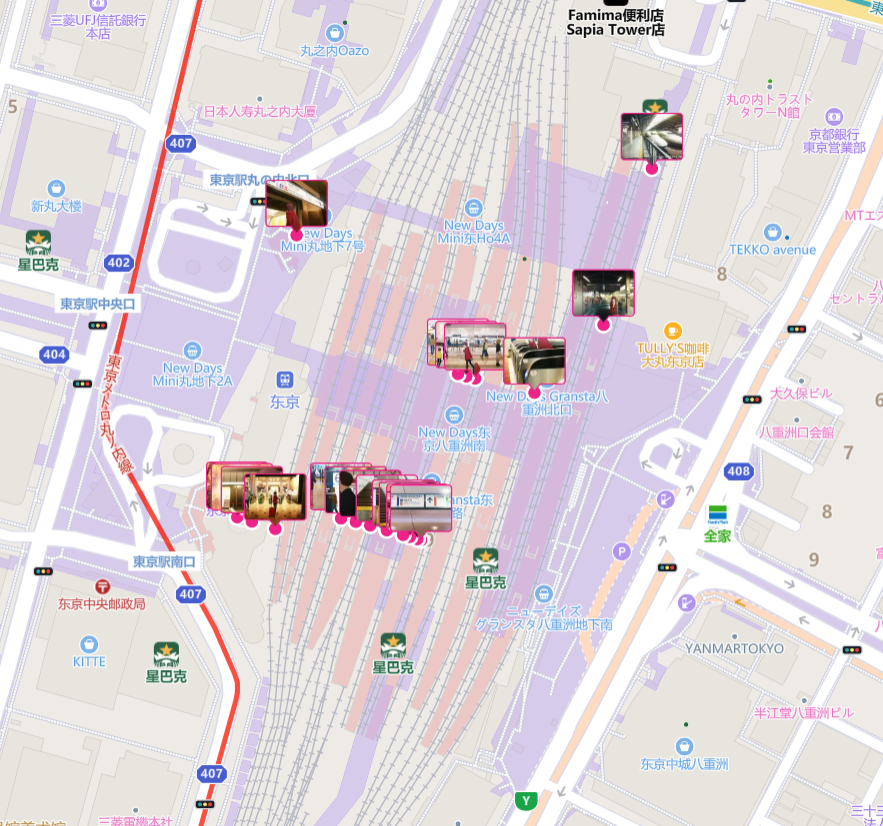 三菱UFJ信託銀行
本店
丸之内Oazo
Famima便利店
Sapia Tower店
5
日本人寿丸之内大厦
丸の内トラスト
タワーN館
京都銀行
東京営業部
407
東京駅丸の内北口
新丸大楼
New Days
Mini东Ho4A
ew Days
Mini丸地下7号
TEKKO avenue
MTエス
星巴克
402
8
東京駅中央口
セントラル
404
New Days
Mini丸地下2A
TULLY'S咖啡
大丸东京店
东京
New Days Gransta八
重洲北口
大久保ビル
6
東京メトロ丸ノ内線
New Days东
京八重洲南
八重洲口会館
7
408
ansta东
路
8
全家
東京駅南口
P
星巴克
9
407
东京中央郵政局
ニューデイズ
グランスタ八重洲地下南
KITTE
星巴克
星巴克
YANMARTOKYO
半江堂八重洲ビル
东京中城八重洲
407
Y
三菱電機本社
三十三